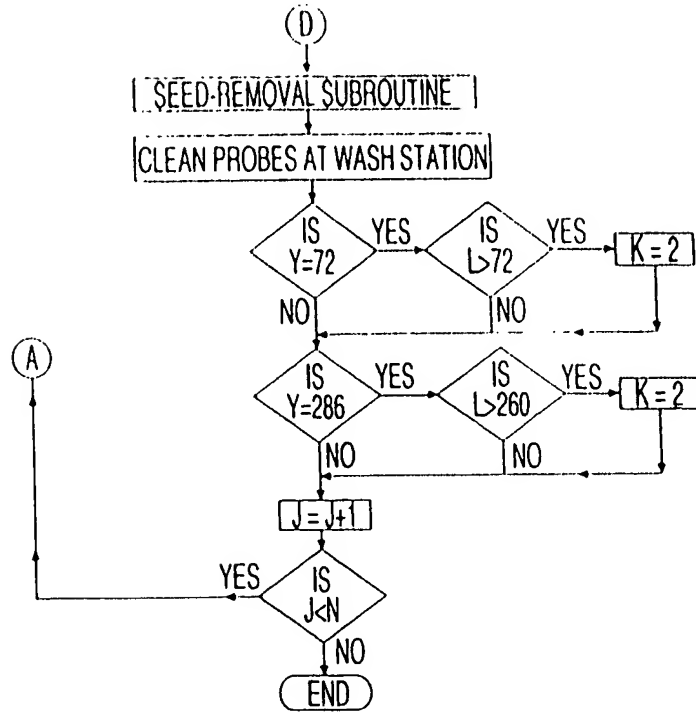 D
SEED-REMOVAL SUBROUTINE
CLEAN PROBES AT WASH STATION
IS
Y=72
YES
IS
L>72
YES
K=2
NO
NO
A
IS
Y=286
YES
IS
L>260
YES
K=2
NO
NO
J=J+1
YES
IS
J<N
NO
END